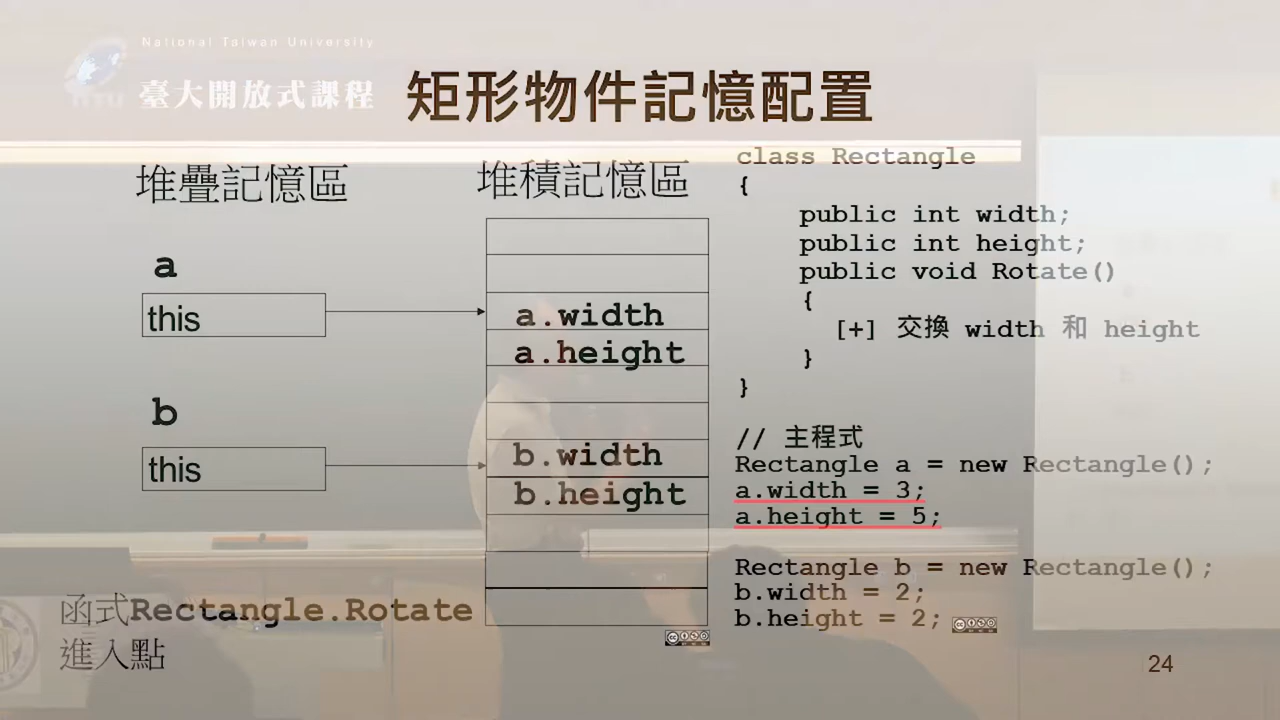 National Taiwan University
臺大開放式課程
矩形物件記憶配置
堆疊記憶區
堆積記憶區
a
this
b
this
a.width
a.height
b.width
b.height
函式Rectangle.Rotate
進入點
class Rectangle
{
public int width;
public int height;
public void Rotate()
{
[+] 交換 width 和 height
}
}
// 主程式
Rectangle a = new Rectangle();
a.width = 3;
a.height = 5;
Rectangle b = new Rectangle();
b.width = 2;
b.height = 2;
24